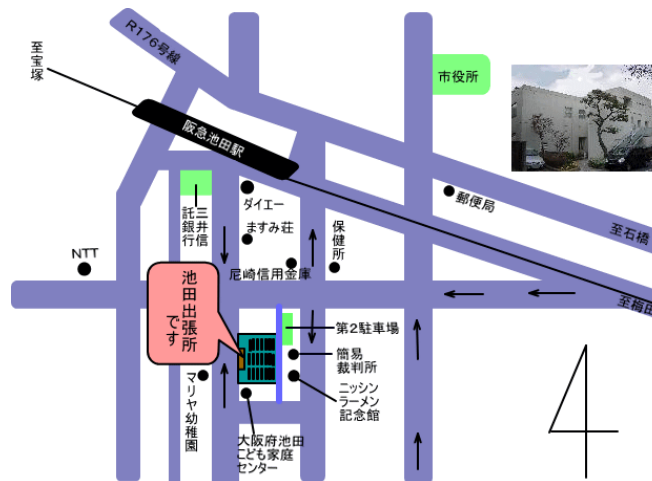 R176号線
至宝塚
市役所
阪急池田駅
ダイエー
郵便局
三井信
託銀行
ますみ荘
保健所
至石橋
NTT
尼崎信用金庫
至梅田
池田出張所
です
第2駐車場
簡易
裁判所
マリヤ幼稚園
ニッシン
ラーメン
記念館
大阪府池田
こども家庭
センター